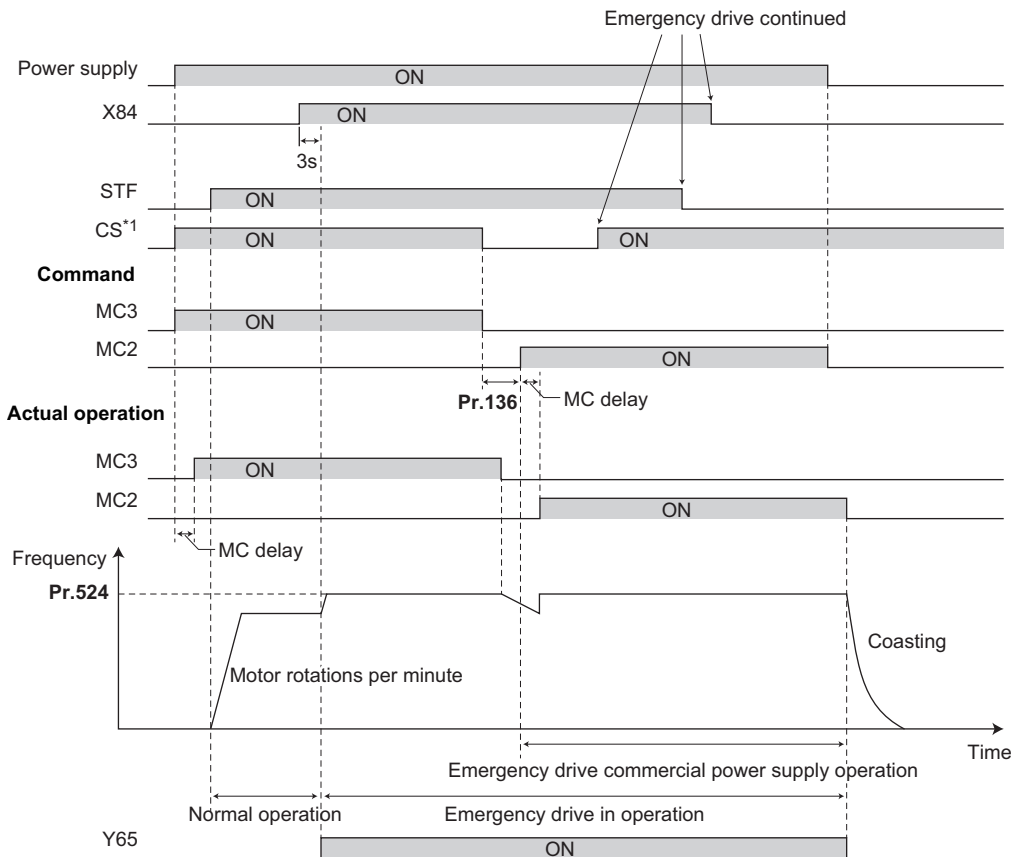 Emergency drive continued
Power supply
ON
X84
ON
3s
STF
ON
CS*1
ON
ON
Command
MC3
ON
MC2
ON
Pr.136
MC delay
Actual operation
MC3
ON
MC2
ON
MC delay
Frequency
Pr.524
Motor rotations per minute
Coasting
Time
Emergency drive commercial power supply operation
Normal operation
Emergency drive in operation
Y65
ON